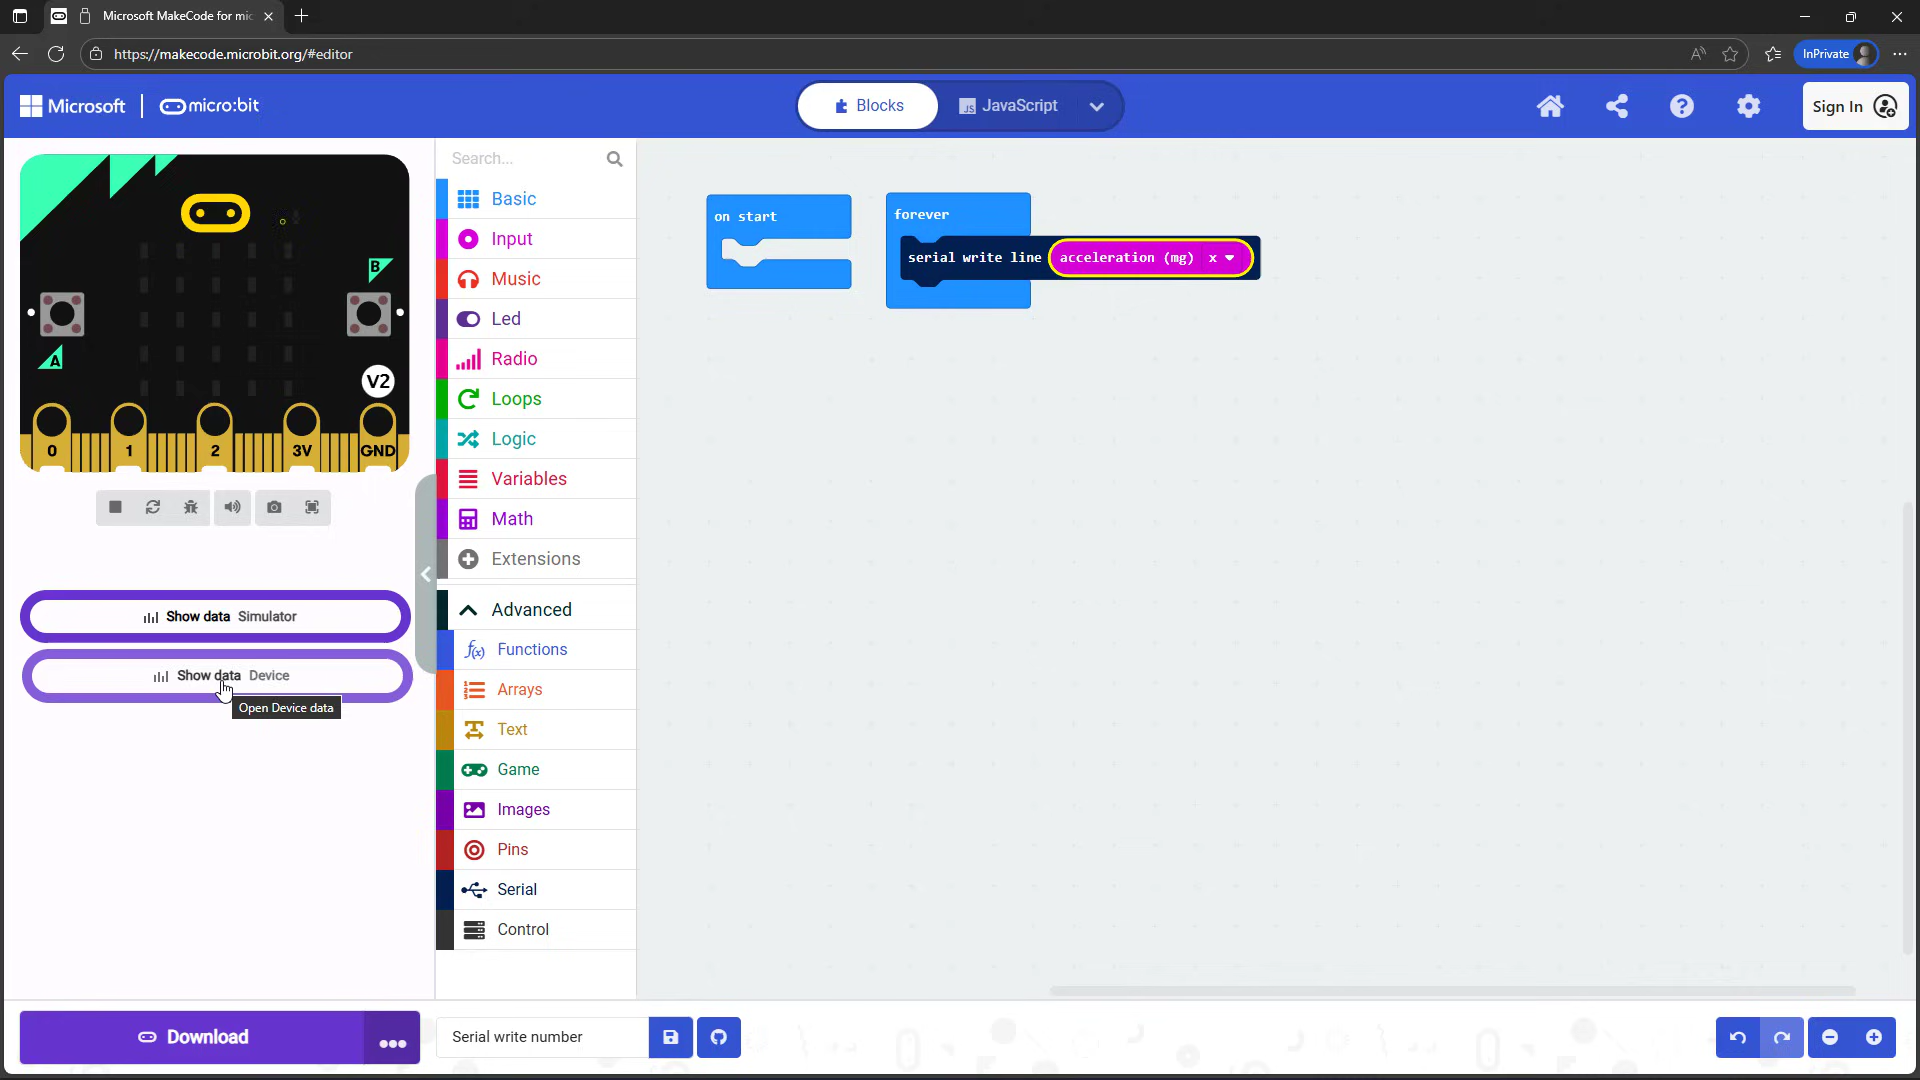 Microsoft MakeCode for mic
https://makecode.microbit.org/#editor
InPrivate
Microsoft
micro:bit
Blocks
JS
JavaScript
Sign In
B
A
V2
0
1
2
3V
GND
Show data Simulator
Show data Device
Open Device data
Search...
Basic
Input
Music
Led
Radio
Loops
Logic
Variables
Math
Extensions
Advanced
f(x) Functions
Arrays
Text
Game
Images
Pins
Serial
Control
on start
forever
serial write line acceleration (mg) x
Download
Serial write number